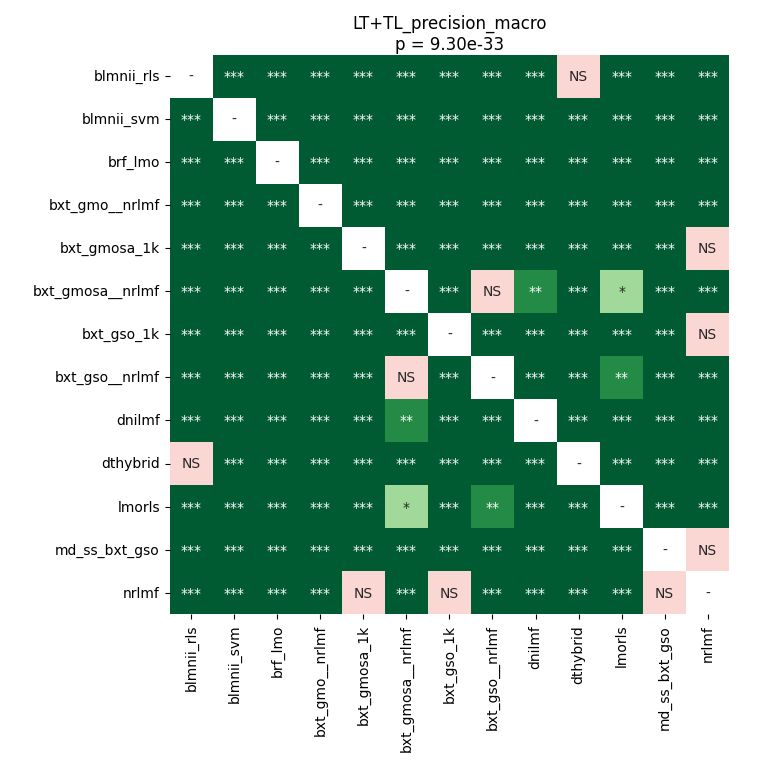 LT+TL_precision_macro
p = 9.30e-33
blmnii_rls - *** *** *** *** *** *** *** *** NS *** *** ***
blmnii_svm *** - *** *** *** *** *** *** *** *** *** *** ***
brf_lmo *** *** - *** *** *** *** *** *** *** *** *** ***
bxt_gmo__nrlmf *** *** *** - *** *** *** *** *** *** *** *** ***
bxt_gmosa_1k *** *** *** *** - *** *** *** *** *** *** *** NS
bxt_gmosa__nrlmf *** *** *** *** *** - *** NS ** *** * *** ***
bxt_gso_1k *** *** *** *** *** *** - *** *** *** *** *** NS
bxt_gso__nrlmf *** *** *** *** *** NS *** - *** *** ** *** ***
dnilmf *** *** *** *** *** ** *** *** - *** *** *** ***
dthybrid NS *** *** *** *** *** *** *** *** - *** *** ***
lmorls *** *** *** *** *** * *** ** *** *** - *** ***
md_ss_bxt_gso *** *** *** *** *** *** *** *** *** *** *** - NS
nrlmf *** *** *** *** NS *** NS *** *** *** *** NS -
blmnii_rls
blmnii_svm
brf_lmo
bxt_gmo__nrlmf
bxt_gmosa_1k
bxt_gmosa__nrlmf
bxt_gso_1k
bxt_gso__nrlmf
dnilmf
dthybrid
lmorls
md_ss_bxt_gso
nrlmf